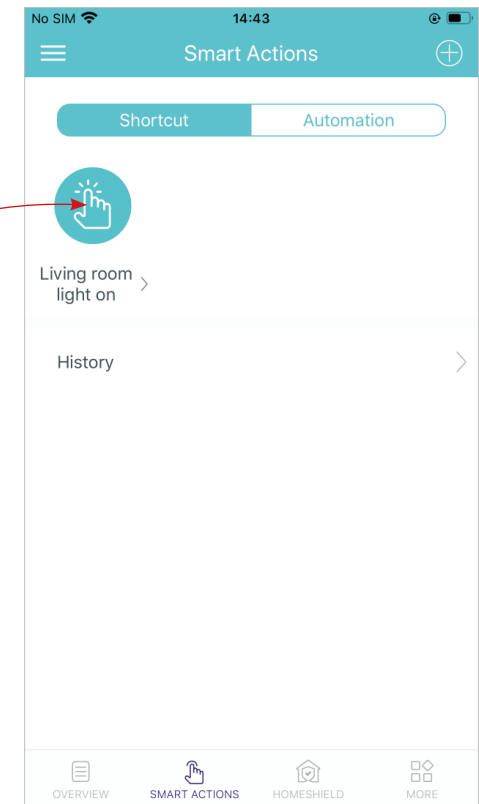 No SIM 14:43
Smart Actions
Shortcut Automation
Living room
light on
History
OVERVIEW SMART ACTIONS HOMESHIELD MORE